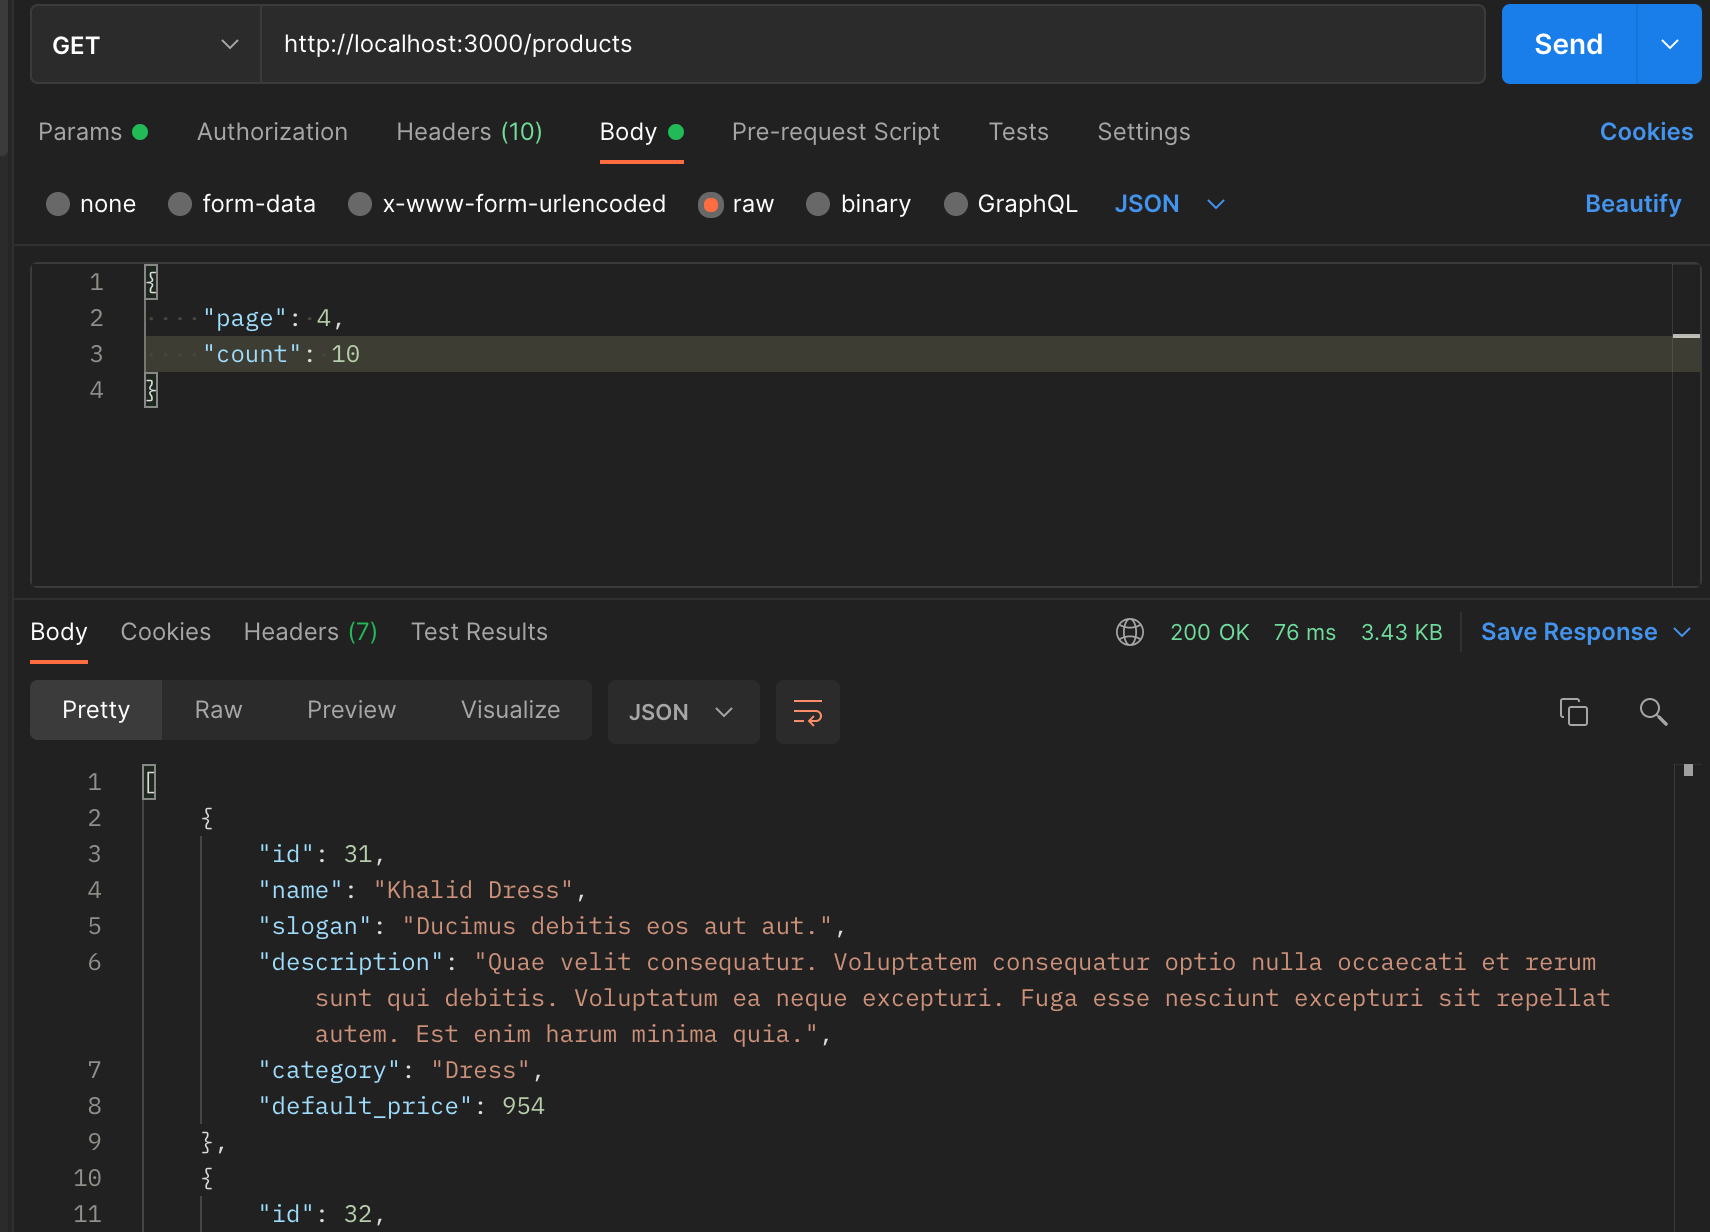 GET http://localhost:3000/products Send
Params Authorization Headers (10) Body Pre-request Script Tests Settings Cookies
none form-data x-www-form-urlencoded raw binary GraphQL JSON Beautify
1 {
2 "page": 4,
3 "count": 10
4 }
Body Cookies Headers (7) Test Results 200 OK 76 ms 3.43 KB Save Response
Pretty Raw Preview Visualize JSON
1 [
2 {
3 "id": 31,
4 "name": "Khalid Dress",
5 "slogan": "Ducimus debitis eos aut aut.",
6 "description": "Quae velit consequatur. Voluptatem consequatur optio nulla occaecati et rerum
sunt qui debitis. Voluptatum ea neque excepturi. Fuga esse nesciunt excepturi sit repellat
autem. Est enim harum minima quia.",
7 "category": "Dress",
8 "default_price": 954
9 },
10 {
11 "id": 32,